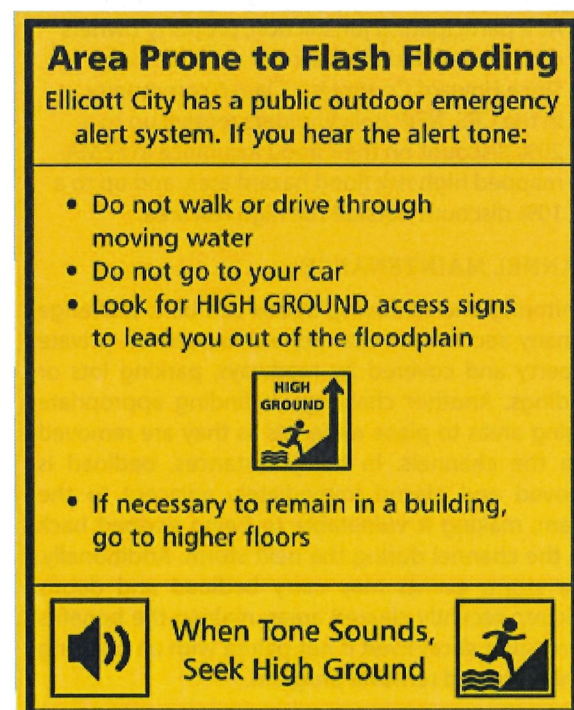 Area Prone to Flash Flooding
Ellicott City has a public outdoor emergency
alert system. If you hear the alert tone:
• Do not walk or drive through
moving water
• Do not go to your car
• Look for HIGH GROUND access signs
to lead you out of the floodplain
HIGH
GROUND
• If necessary to remain in a building,
go to higher floors
When Tone Sounds,
Seek High Ground